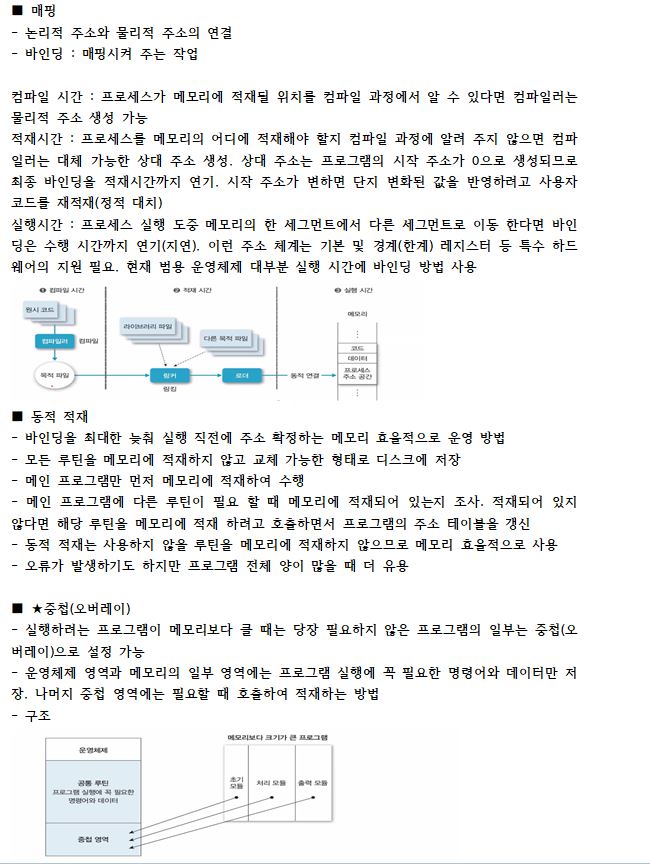 ■ 매핑
- 논리적 주소와 물리적 주소의 연결
- 바인딩 : 매핑시켜 주는 작업
컴파일 시간 : 프로세스가 메모리에 적재될 위치를 컴파일 과정에서 알 수 있다면 컴파일러는
물리적 주소 생성 가능
적재시간 : 프로세스를 메모리의 어디에 적재해야 할지 컴파일 과정에 알려 주지 않으면 컴파
일러는 대체 가능한 상대 주소 생성. 상대 주소는 프로그램의 시작 주소가 0으로 생성되므로
최종 바인딩을 적재시간까지 연기. 시작 주소가 변하면 단지 변화된 값을 반영하려고 사용자
코드를 재적재(정적 대치)
실행시간 : 프로세스 실행 도중 메모리의 한 세그먼트에서 다른 세그먼트로 이동 한다면 바인
딩은 수행 시간까지 연기(지연). 이런 주소 체계는 기본 및 경계(한계) 레지스터 등 특수 하드
웨어의 지원 필요. 현재 범용 운영체제 대부분 실행 시간에 바인딩 방법 사용
❶ 컴파일 시간
❷ 적재 시간
❸ 실행 시간
원시 코드
컴파일러
컴파일
목적 파일
라이브러리 파일
다른 목적 파일
링커
링킹
로더
동적 연결
메모리
코드
데이터
프로세스
주소 공간
■ 동적 적재
- 바인딩을 최대한 늦춰 실행 직전에 주소 확정하는 메모리 효율적으로 운영 방법
- 모든 루틴을 메모리에 적재하지 않고 교체 가능한 형태로 디스크에 저장
- 메인 프로그램만 먼저 메모리에 적재하여 수행
- 메인 프로그램에 다른 루틴이 필요 할 때 메모리에 적재되어 있는지 조사. 적재되어 있지
않다면 해당 루틴을 메모리에 적재 하려고 호출하면서 프로그램의 주소 테이블을 갱신
- 동적 적재는 사용하지 않을 루틴을 메모리에 적재하지 않으므로 메모리 효율적으로 사용
- 오류가 발생하기도 하지만 프로그램 전체 양이 많을 때 더 유용
■ ★중첩(오버레이)
- 실행하려는 프로그램이 메모리보다 클 때는 당장 필요하지 않은 프로그램의 일부는 중첩(오
버레이)으로 설정 가능
- 운영체제 영역과 메모리의 일부 영역에는 프로그램 실행에 꼭 필요한 명령어와 데이터만 저
장. 나머지 중첩 영역에는 필요할 때 호출하여 적재하는 방법
- 구조
운영체제
공통 루틴
프로그램 실행에 꼭 필요한
명령어와 데이터
중첩 영역
메모리보다 크기가 큰 프로그램
초기
모듈
처리 모듈
출력 모듈